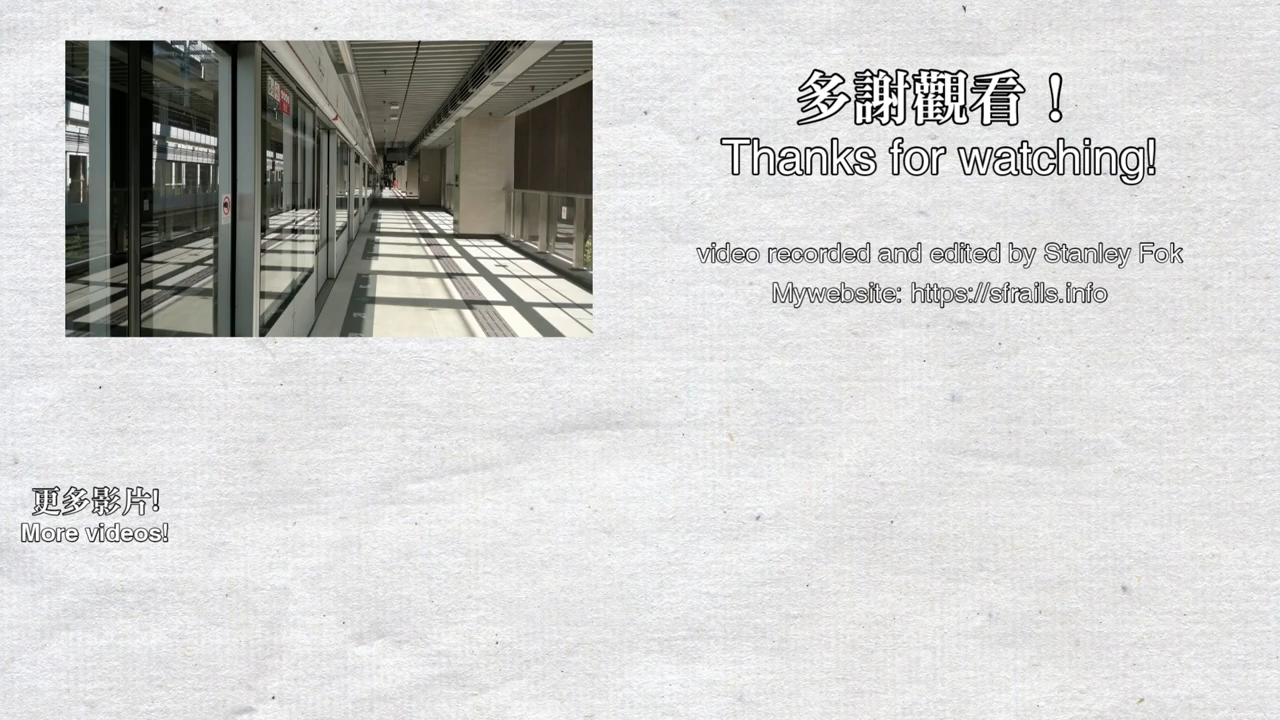 多謝觀看！
Thanks for watching!
video recorded and edited by Stanley Fok
Mywebsite: https://sfrails.info
更多影片!
More videos!